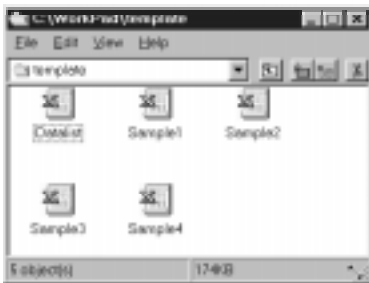 C:\WorkPad\template
File Edit View Help
template
Datalist Sample1 Sample2
Sample3 Sample4
5 object(s) 174KB